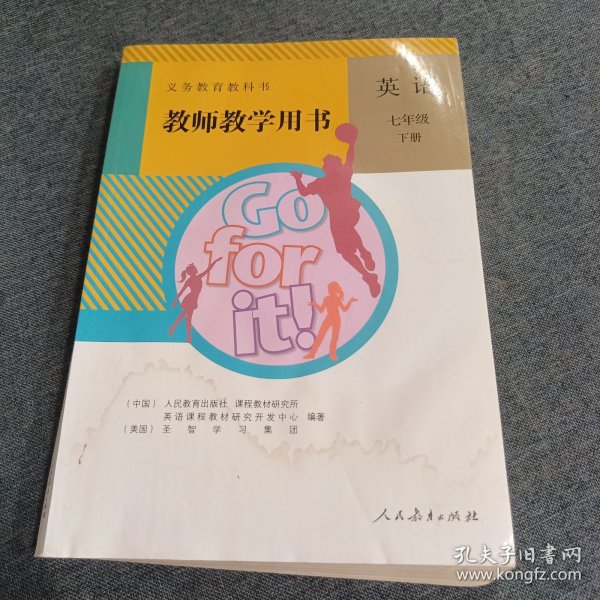 义务教育教科书
教师教学用书
英语
七年级
下册
Go
for
it!
（中国） 人民教育出版社 课程教材研究所
英语课程教材研究开发中心 编著
（美国） 圣智学习集团
人民教育出版社
孔夫子旧书网
www.kongfz.com